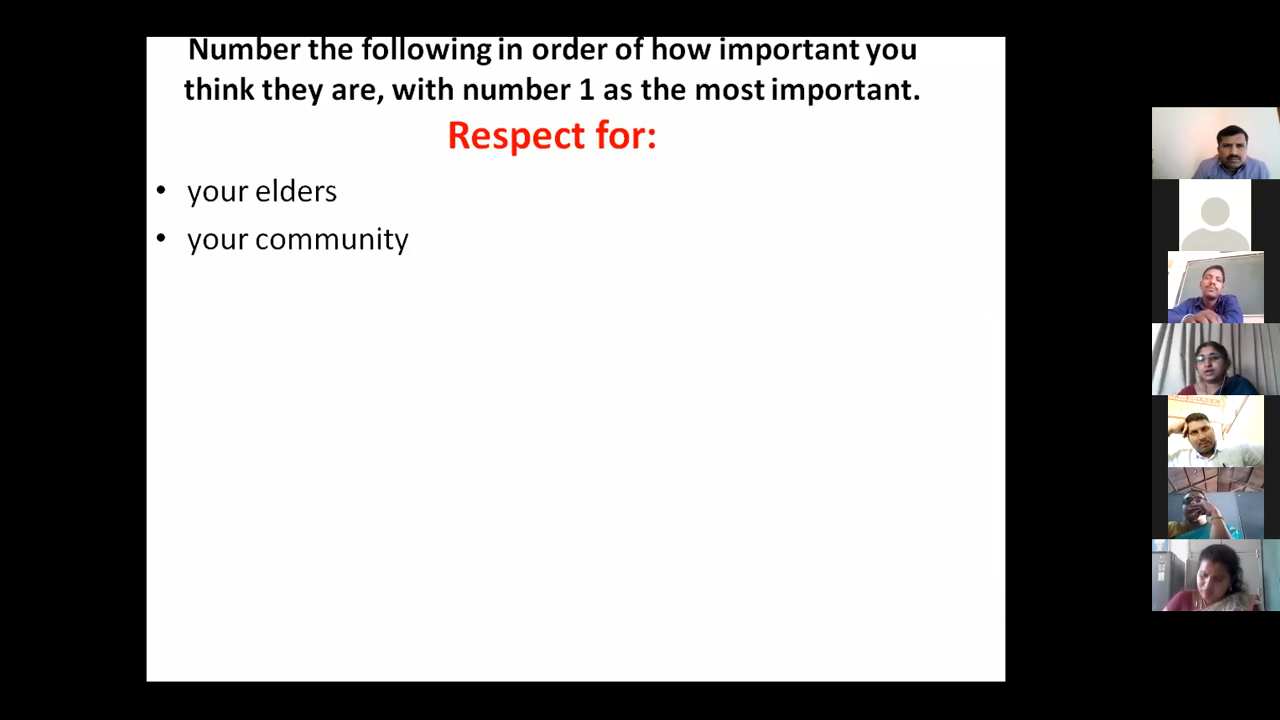 Number the following in order of how important you
think they are, with number 1 as the most important.
Respect for:
• your elders
• your community